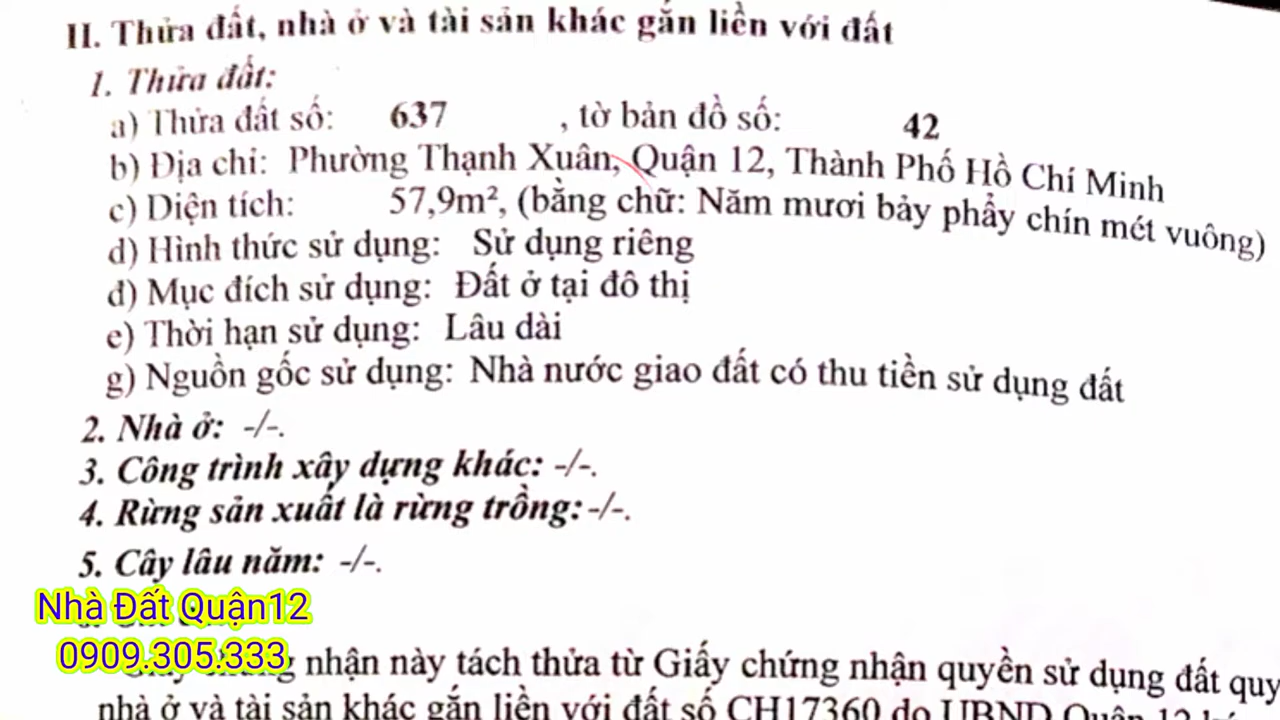 II. Thửa đất, nhà ở và tài sản khác gắn liền với đất
1. Thửa đất:
a) Thửa đất số: 637 , tờ bản đồ số: 42
b) Địa chỉ: Phường Thạnh Xuân, Quận 12, Thành Phố Hồ Chí Minh
c) Diện tích: 57,9m², (bằng chữ: Năm mươi bảy phẩy chín mét vuông)
d) Hình thức sử dụng: Sử dụng riêng
đ) Mục đích sử dụng: Đất ở tại đô thị
e) Thời hạn sử dụng: Lâu dài
g) Nguồn gốc sử dụng: Nhà nước giao đất có thu tiền sử dụng đất
2. Nhà ở: -/-.
3. Công trình xây dựng khác: -/-.
4. Rừng sản xuất là rừng trồng: -/-.
5. Cây lâu năm: -/-.
Nhà Đất Quận12
0909.305.333
nhận này tách thửa từ Giấy chứng nhận quyền sử dụng đất quy
nhà ở và tài sản khác gắn liền với đất số CH17360 do UBND Quận 12